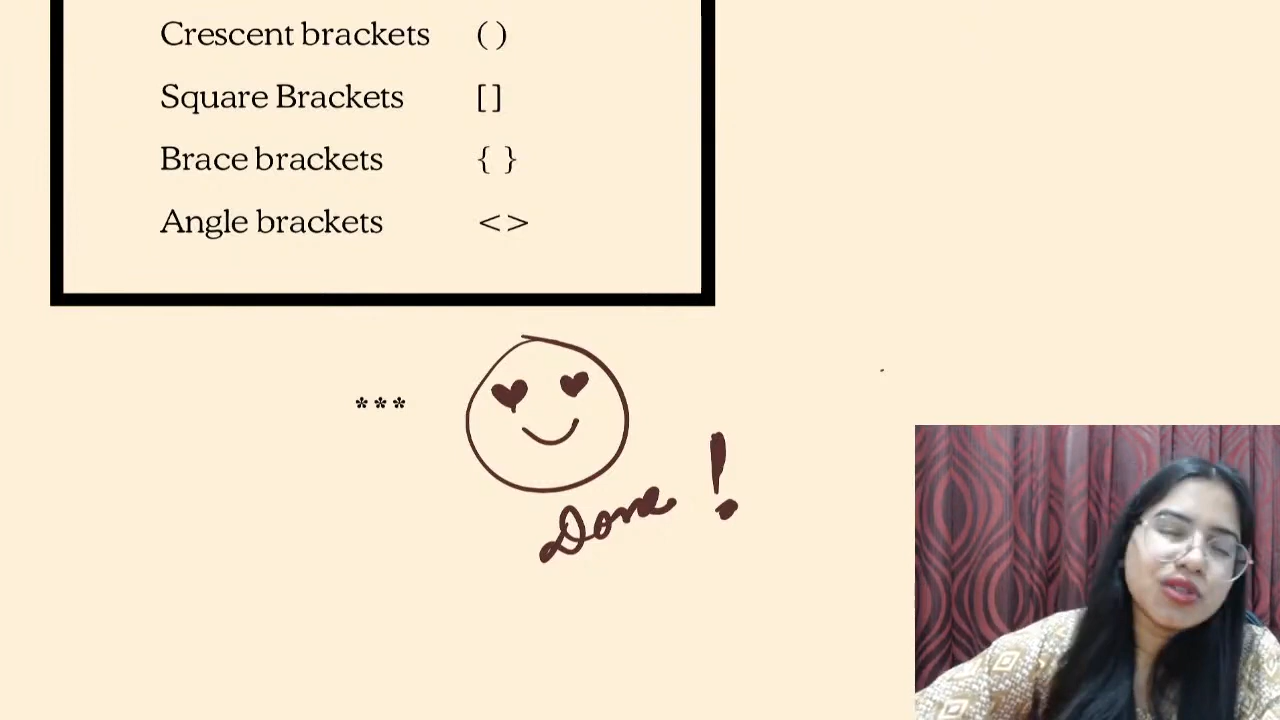 Crescent brackets ( )
Square Brackets [ ]
Brace brackets { }
Angle brackets < >
***
Done !